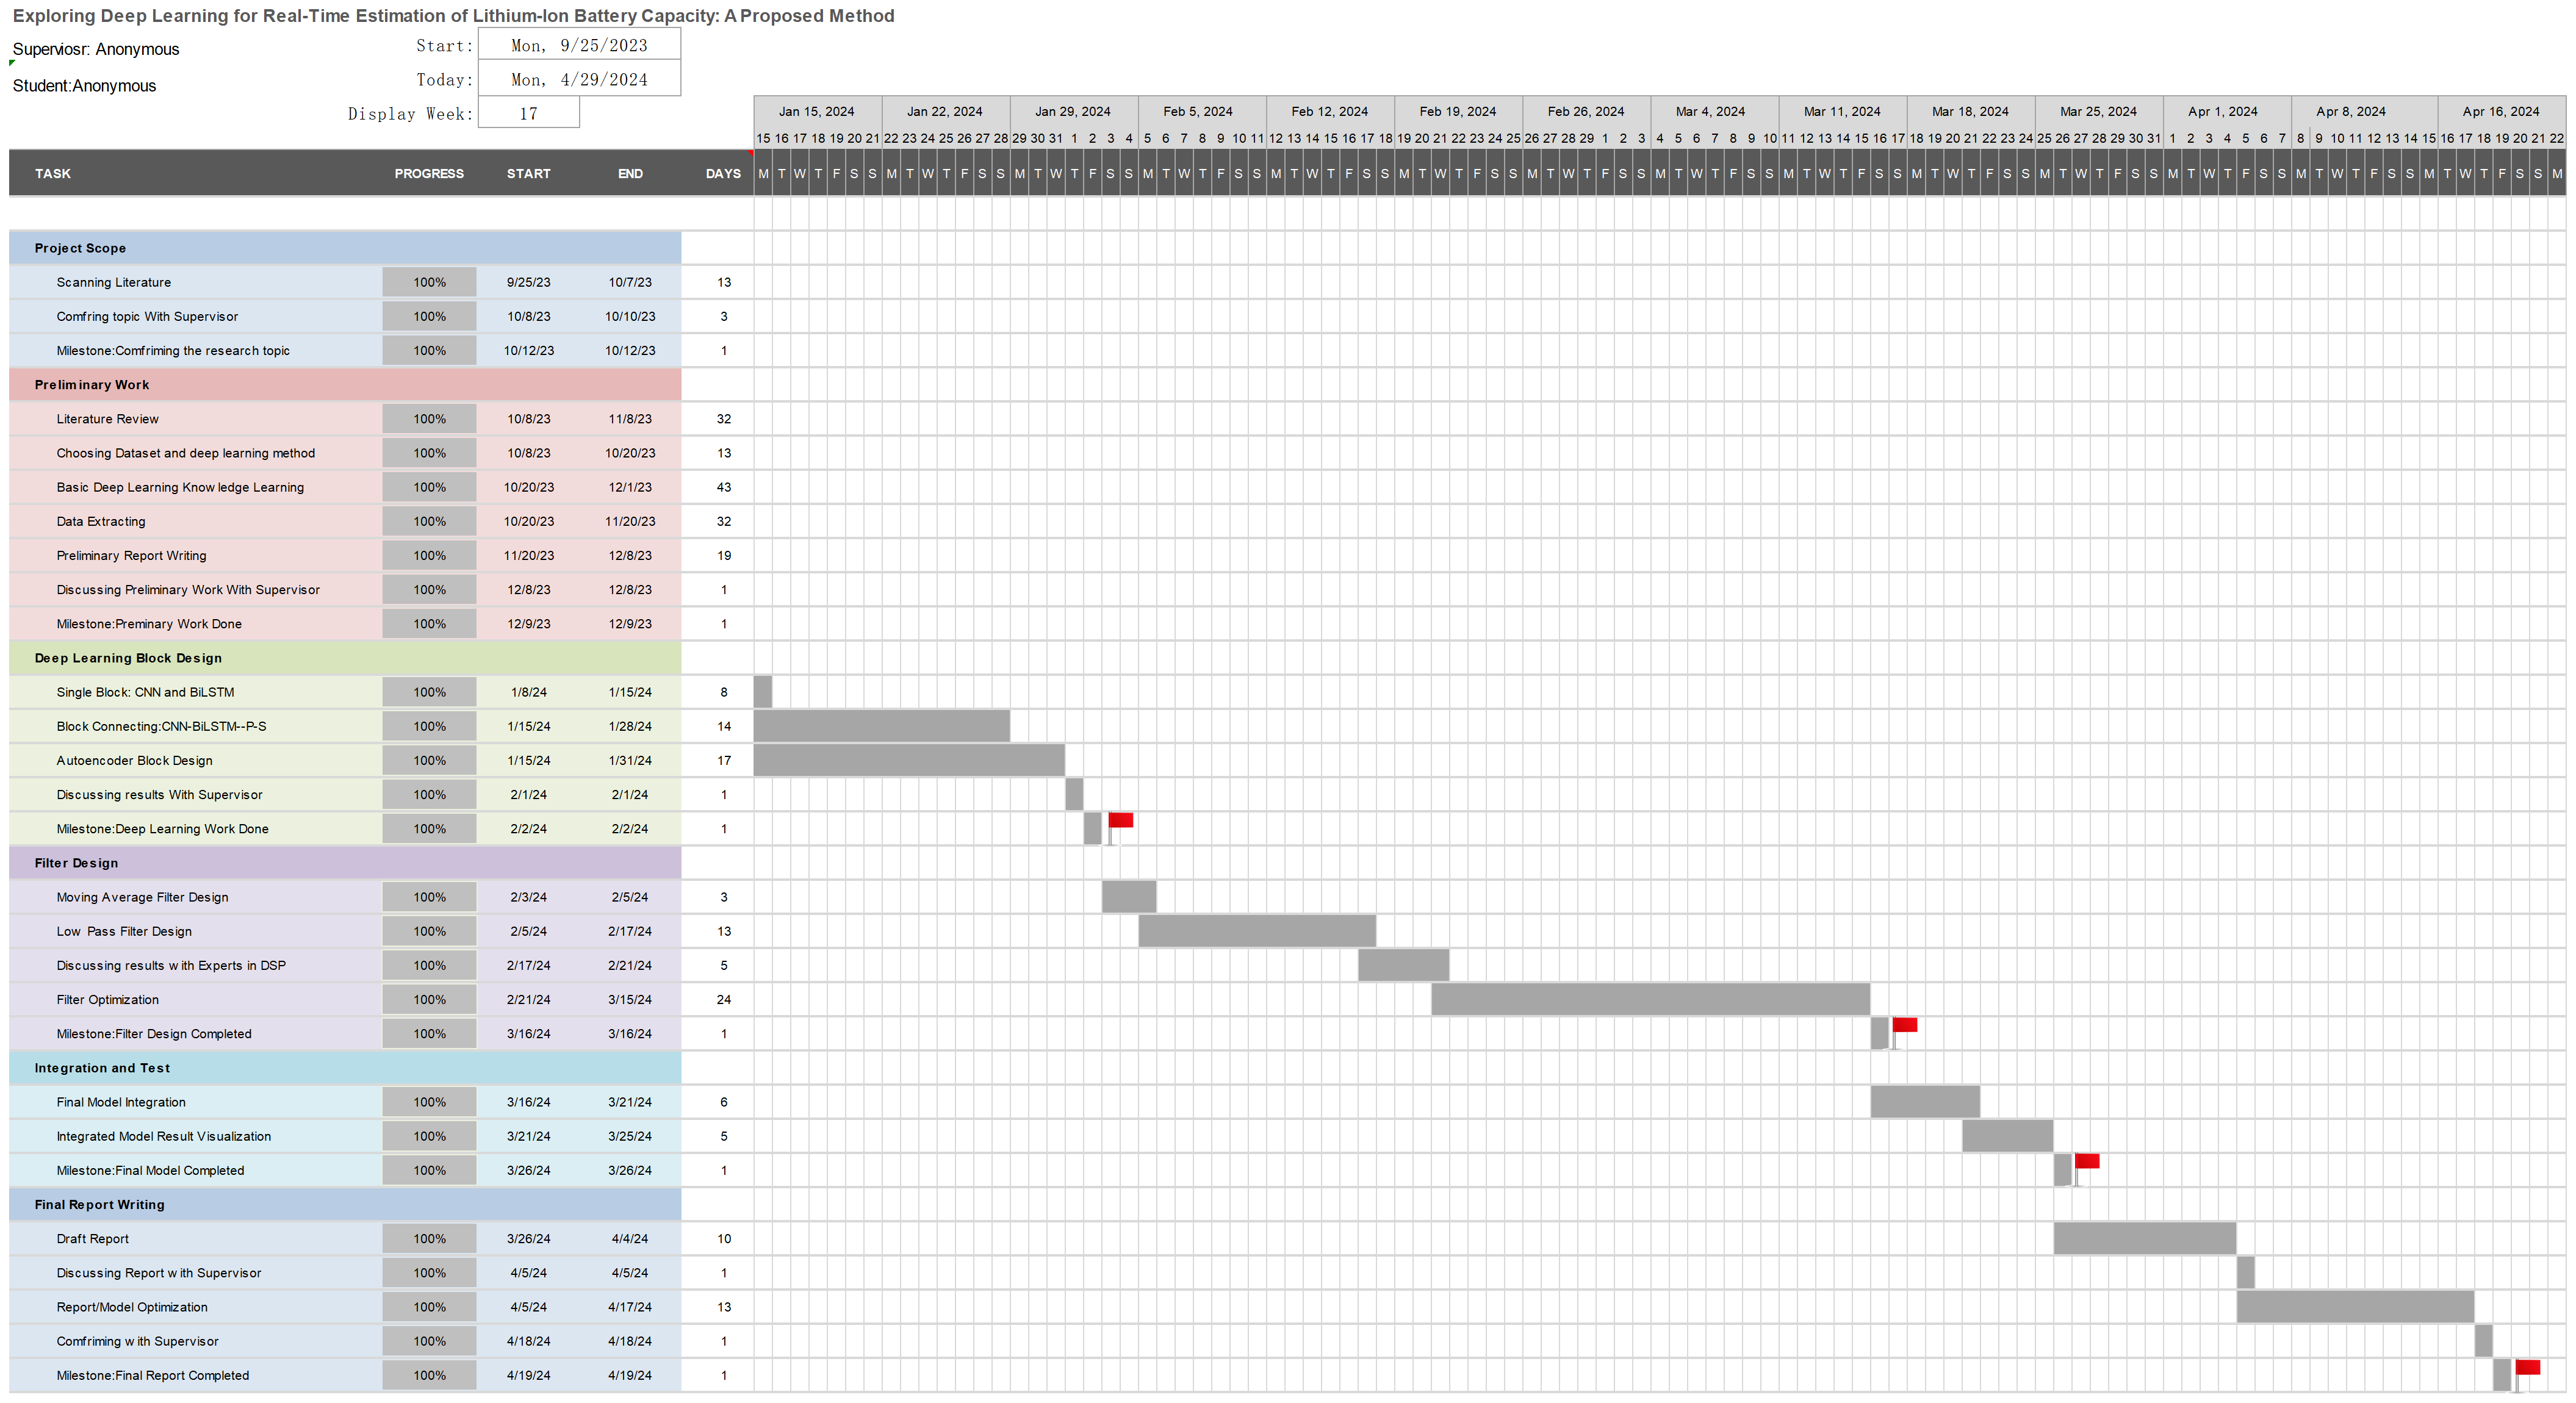 Exploring Deep Learning for Real-Time Estimation of Lithium-Ion Battery Capacity: A Proposed Method
Superviosr: Anonymous
Start: Mon, 9/25/2023
Student:Anonymous
Today: Mon, 4/29/2024
Display Week: 17
Jan 15, 2024 Jan 22, 2024 Jan 29, 2024 Feb 5, 2024 Feb 12, 2024 Feb 19, 2024 Feb 26, 2024 Mar 4, 2024 Mar 11, 2024 Mar 18, 2024 Mar 25, 2024 Apr 1, 2024 Apr 8, 2024 Apr 16, 2024
15 16 17 18 19 20 21 22 23 24 25 26 27 28 29 30 31 1 2 3 4 5 6 7 8 9 10 11 12 13 14 15 16 17 18 19 20 21 22 23 24 25 26 27 28 29 1 2 3 4 5 6 7 8 9 10 11 12 13 14 15 16 17 18 19 20 21 22 23 24 25 26 27 28 29 30 31 1 2 3 4 5 6 7 8 9 10 11 12 13 14 15 16 17 18 19 20 21 22
TASK PROGRESS START END DAYS M T W T F S S M T W T F S S M T W T F S S M T W T F S S M T W T F S S M T W T F S S M T W T F S S M T W T F S S M T W T F S S M T W T F S S M T W T F S S M T W T F S S M T W T F S S M T W T F S S M
Project Scope
Scanning Literature 100% 9/25/23 10/7/23 13
Comfring topic With Supervisor 100% 10/8/23 10/10/23 3
Milestone:Comfriming the research topic 100% 10/12/23 10/12/23 1
Preliminary Work
Literature Review 100% 10/8/23 11/8/23 32
Choosing Dataset and deep learning method 100% 10/8/23 10/20/23 13
Basic Deep Learning Knowledge Learning 100% 10/20/23 12/1/23 43
Data Extracting 100% 10/20/23 11/20/23 32
Preliminary Report Writing 100% 11/20/23 12/8/23 19
Discussing Preliminary Work With Supervisor 100% 12/8/23 12/8/23 1
Milestone:Preminary Work Done 100% 12/9/23 12/9/23 1
Deep Learning Block Design
Single Block: CNN and BiLSTM 100% 1/8/24 1/15/24 8
Block Connecting:CNN-BiLSTM--P-S 100% 1/15/24 1/28/24 14
Autoencoder Block Design 100% 1/15/24 1/31/24 17
Discussing results With Supervisor 100% 2/1/24 2/1/24 1
Milestone:Deep Learning Work Done 100% 2/2/24 2/2/24 1
Filter Design
Moving Average Filter Design 100% 2/3/24 2/5/24 3
Low Pass Filter Design 100% 2/5/24 2/17/24 13
Discussing results with Experts in DSP 100% 2/17/24 2/21/24 5
Filter Optimization 100% 2/21/24 3/15/24 24
Milestone:Filter Design Completed 100% 3/16/24 3/16/24 1
Integration and Test
Final Model Integration 100% 3/16/24 3/21/24 6
Integrated Model Result Visualization 100% 3/21/24 3/25/24 5
Milestone:Final Model Completed 100% 3/26/24 3/26/24 1
Final Report Writing
Draft Report 100% 3/26/24 4/4/24 10
Discussing Report with Supervisor 100% 4/5/24 4/5/24 1
Report/Model Optimization 100% 4/5/24 4/17/24 13
Comfriming with Supervisor 100% 4/18/24 4/18/24 1
Milestone:Final Report Completed 100% 4/19/24 4/19/24 1